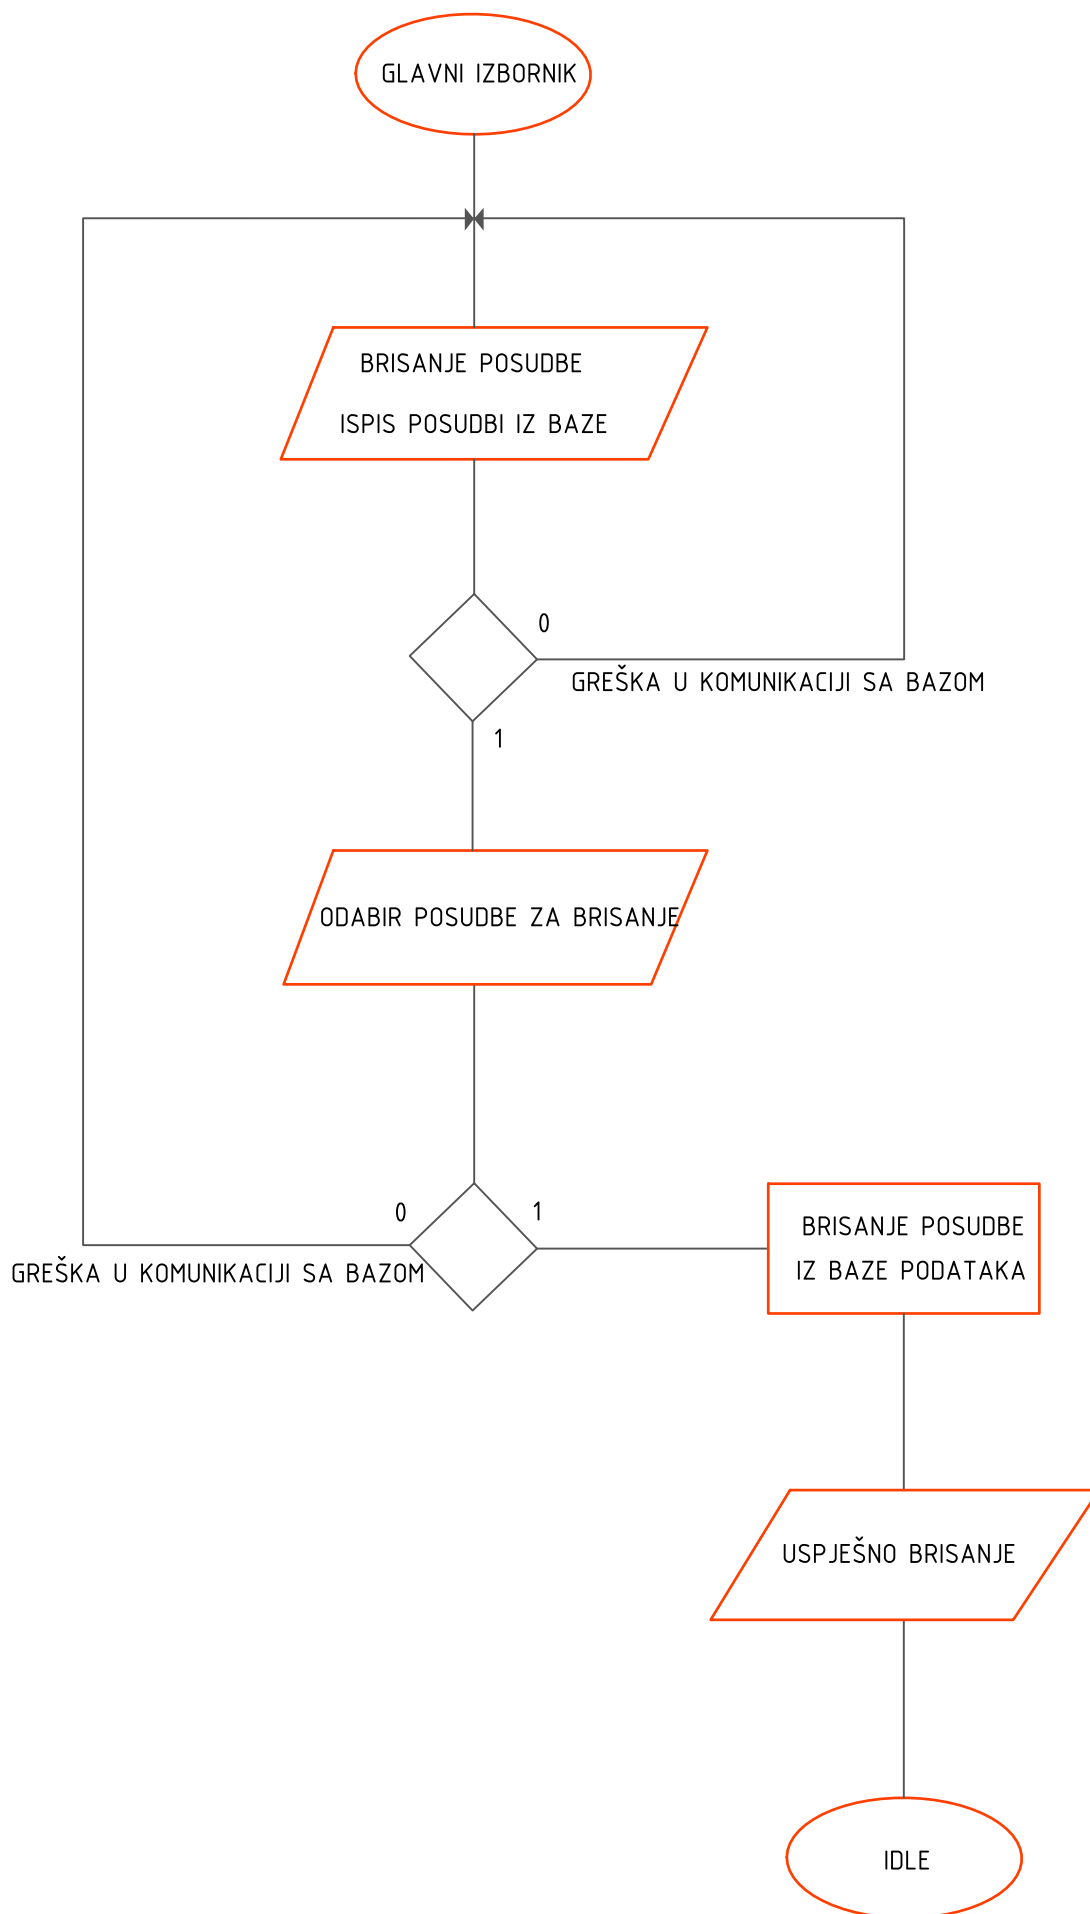 GLAVNI IZBORNIK
BRISANJE POSUDBE
ISPIS POSUDBI IZ BAZE
0
GREŠKA U KOMUNIKACIJI SA BAZOM
1
ODABIR POSUDBE ZA BRISANJE
0
1
GREŠKA U KOMUNIKACIJI SA BAZOM
BRISANJE POSUDBE
IZ BAZE PODATAKA
USPJEŠNO BRISANJE
IDLE